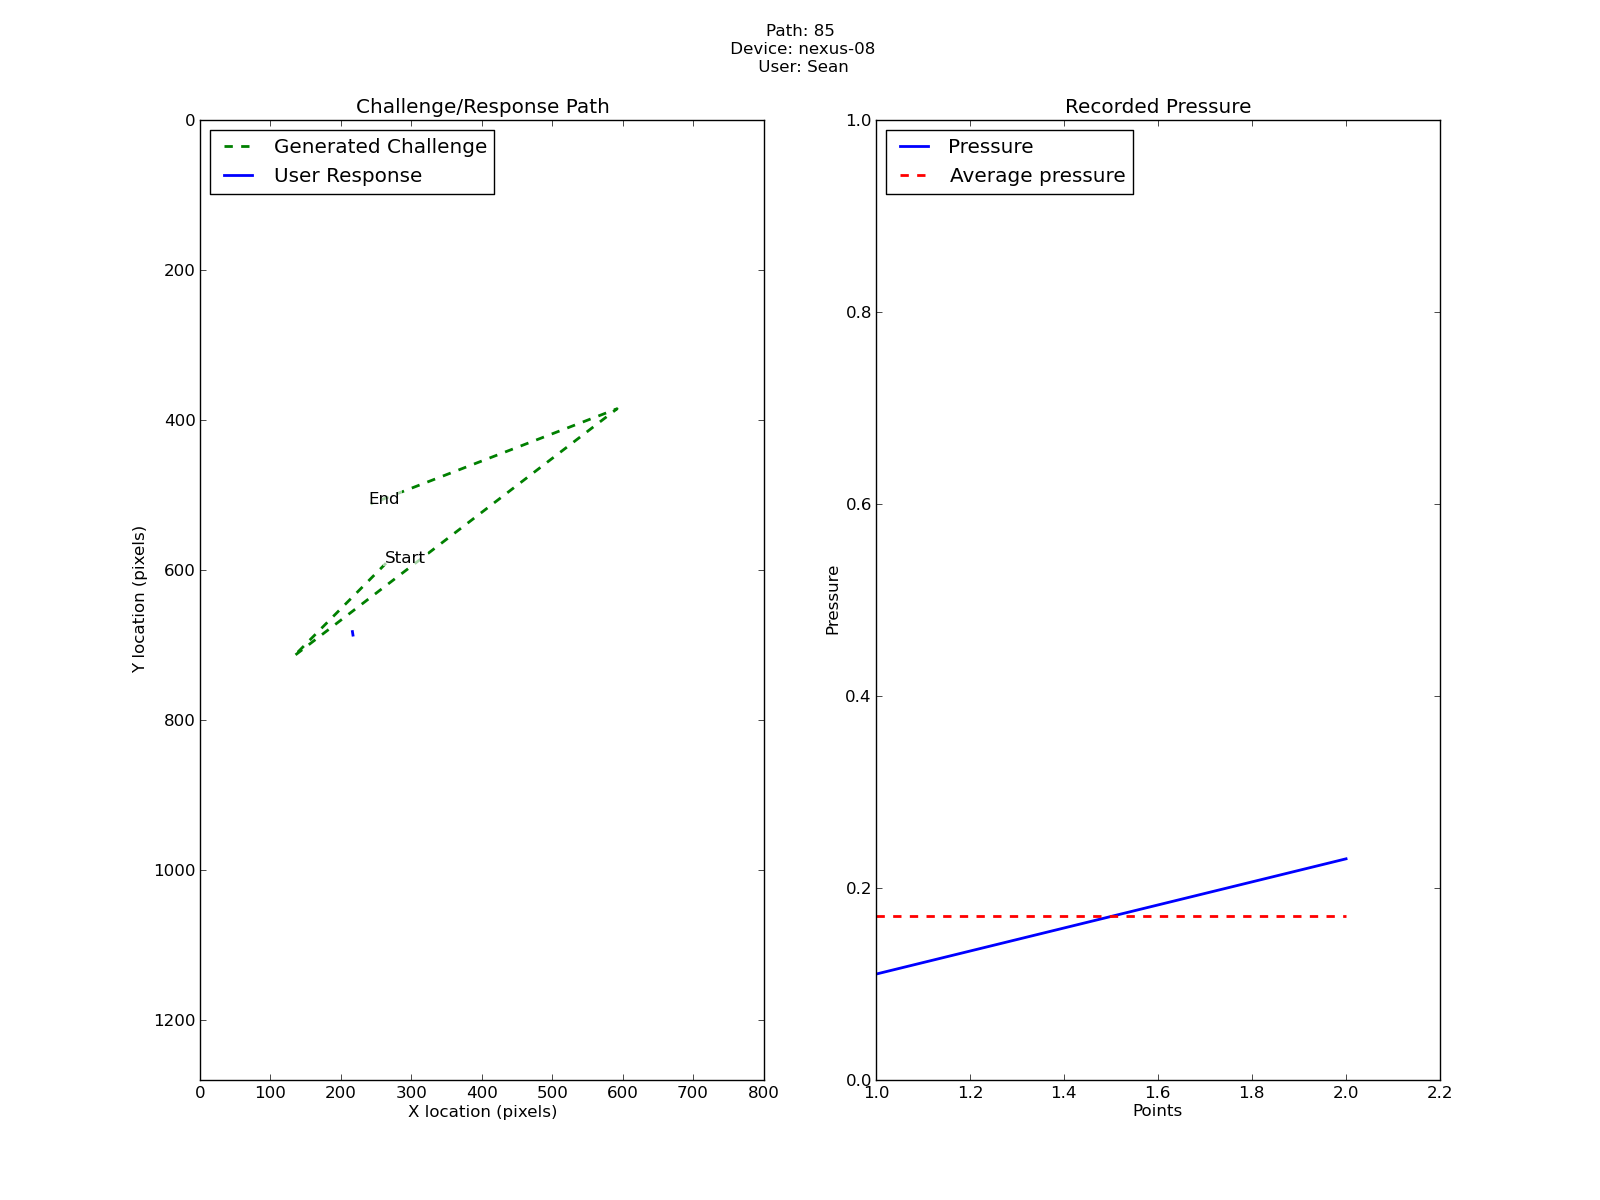 Path: 85
Device: nexus-08
User: Sean
Challenge/Response Path
Generated Challenge
User Response
0
200
400
600
800
1000
1200
Y location (pixels)
End
Start
0 100 200 300 400 500 600 700 800
X location (pixels)
Recorded Pressure
Pressure
Average pressure
1.0
0.8
0.6
0.4
0.2
0.0
Pressure
1.0 1.2 1.4 1.6 1.8 2.0 2.2
Points